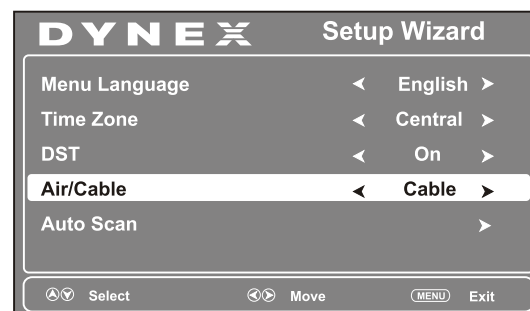 DYNEX Setup Wizard
Menu Language English
Time Zone Central
DST On
Air/Cable Cable
Auto Scan
Select Move MENU Exit